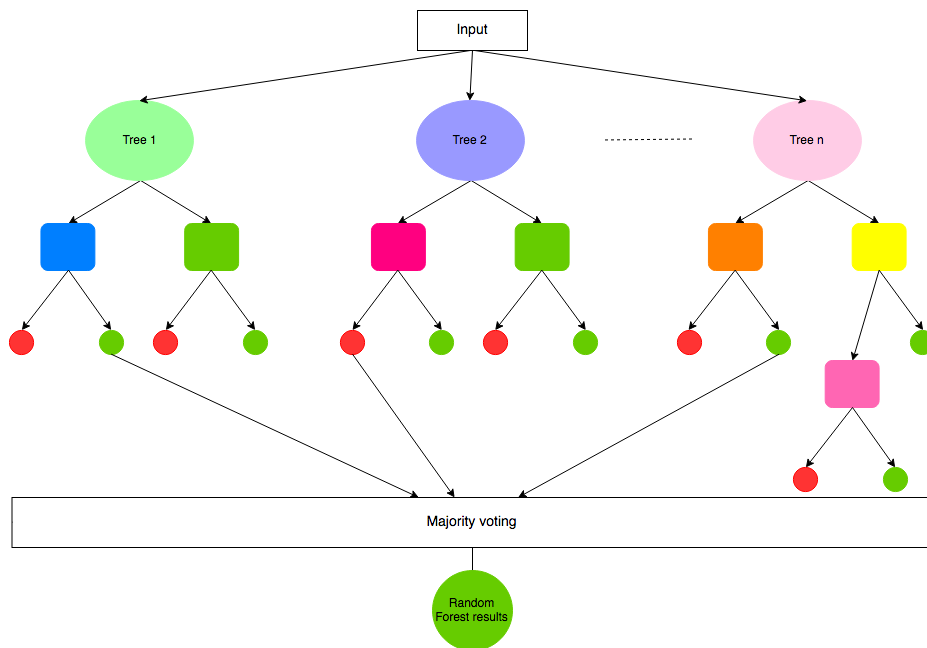 Input
Tree 1
Tree 2
Tree n
Majority voting
Random
Forest results